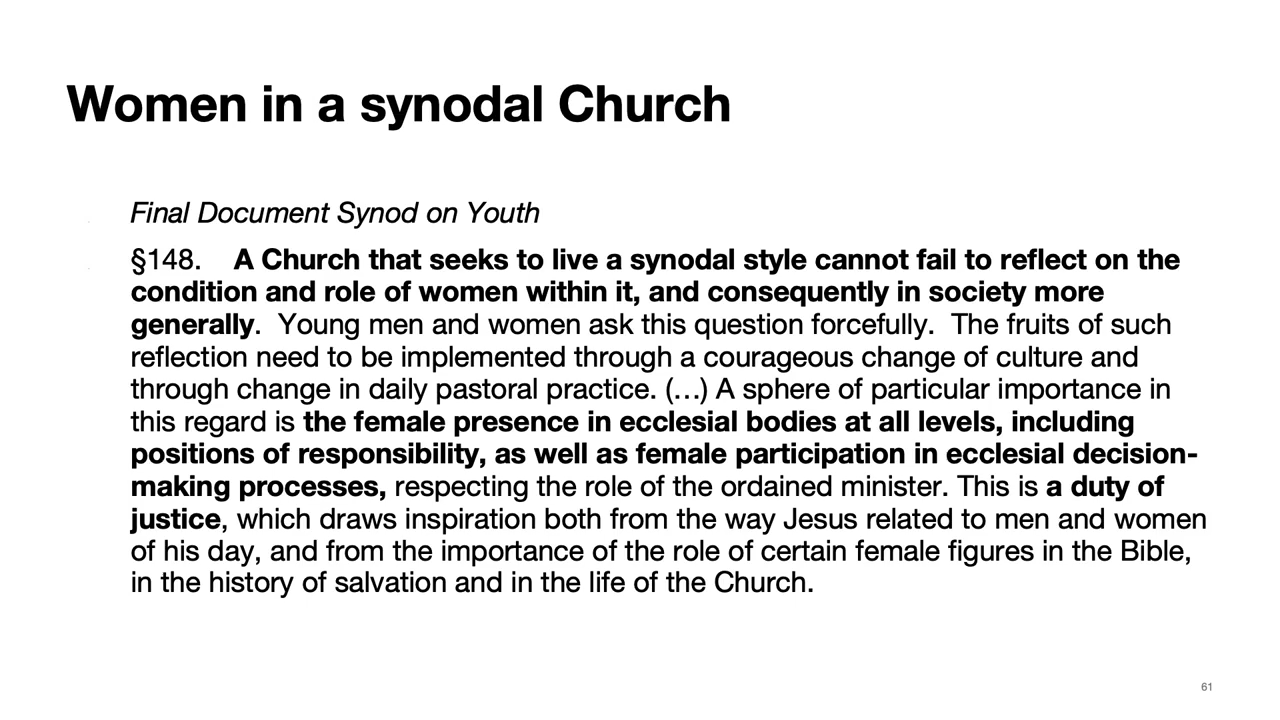 Women in a synodal Church
Final Document Synod on Youth
§148. A Church that seeks to live a synodal style cannot fail to reflect on the
condition and role of women within it, and consequently in society more
generally. Young men and women ask this question forcefully. The fruits of such
reflection need to be implemented through a courageous change of culture and
through change in daily pastoral practice. (…) A sphere of particular importance in
this regard is the female presence in ecclesial bodies at all levels, including
positions of responsibility, as well as female participation in ecclesial decision-
making processes, respecting the role of the ordained minister. This is a duty of
justice, which draws inspiration both from the way Jesus related to men and women
of his day, and from the importance of the role of certain female figures in the Bible,
in the history of salvation and in the life of the Church.
61